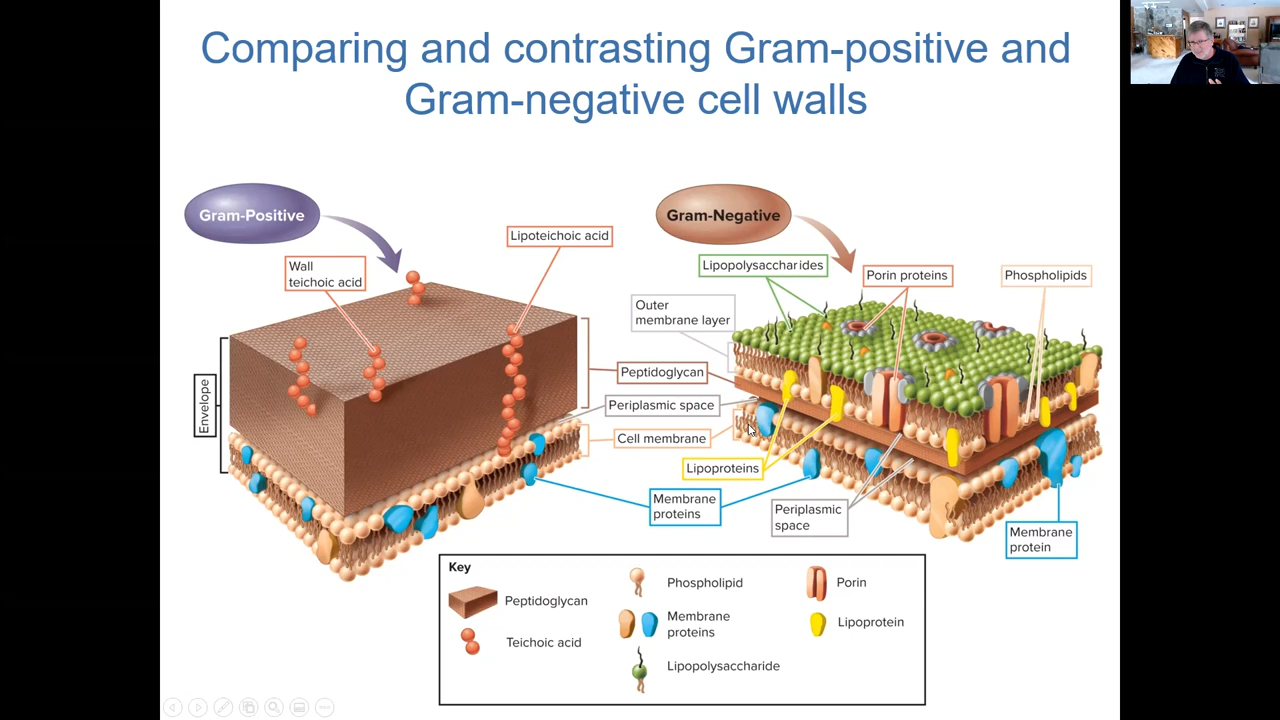 Comparing and contrasting Gram-positive and
Gram-negative cell walls
Gram-Positive
Gram-Negative
Lipoteichoic acid
Wall
teichoic acid
Lipopolysaccharides
Porin proteins
Phospholipids
Outer
membrane layer
Envelope
Peptidoglycan
Periplasmic space
Cell membrane
Lipoproteins
Membrane
proteins
Periplasmic
space
Membrane
protein
Key
Peptidoglycan
Teichoic acid
Phospholipid
Membrane
proteins
Lipopolysaccharide
Porin
Lipoprotein